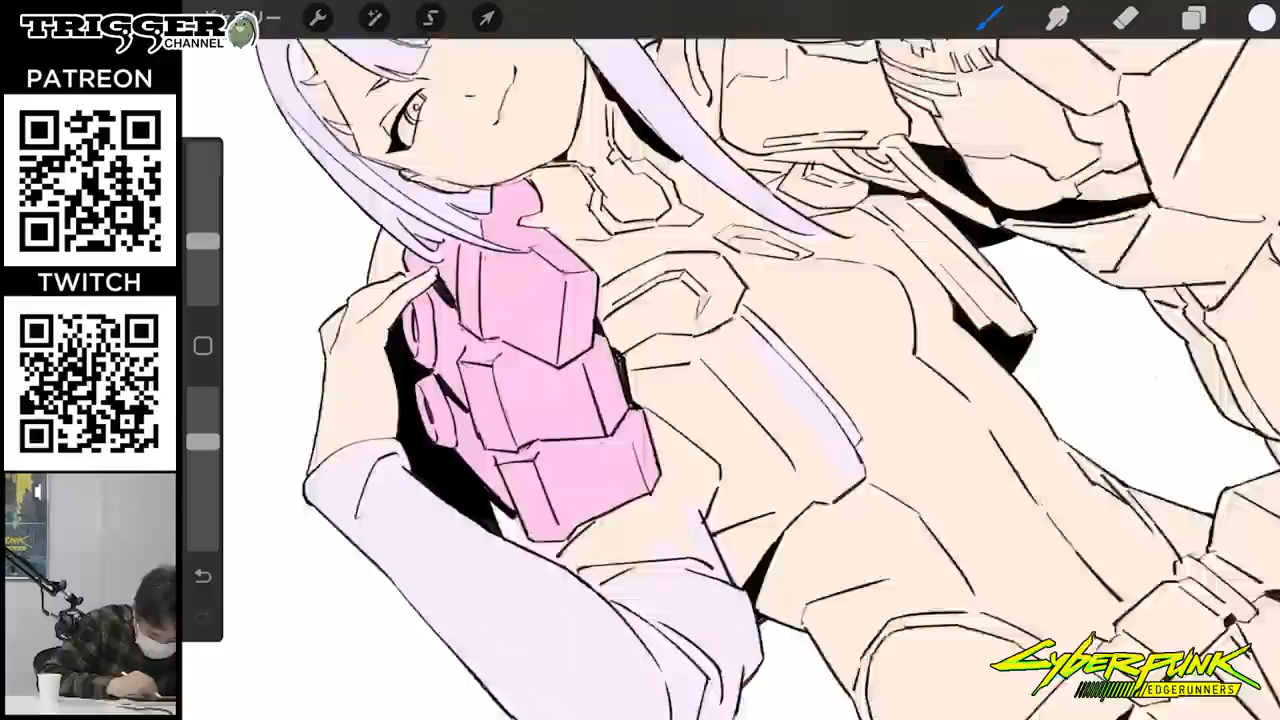 TRIGGER
CHANNEL
PATREON
TWITCH
CYBERPUNK
EDGERUNNERS